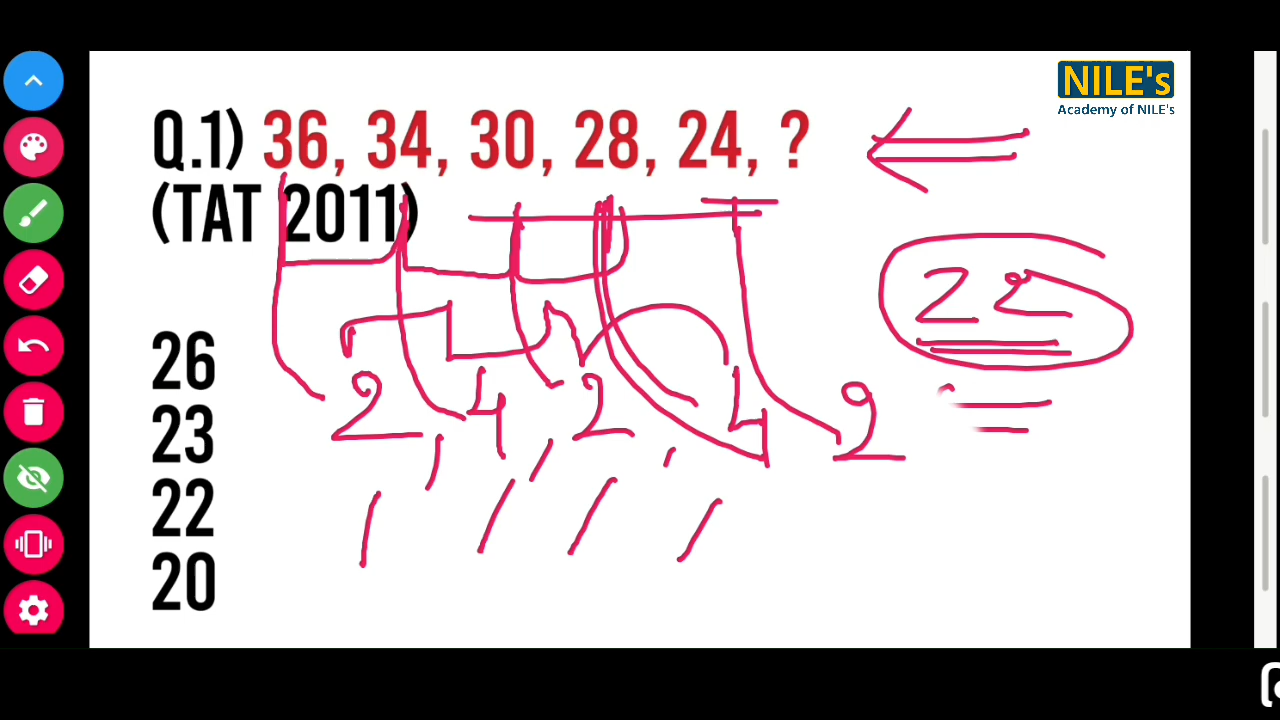 NILE's
Academy of NILE's
Q.1) 36, 34, 30, 28, 24, ?
(TAT 2011)
22
26
23
22
20
2, 4, 2, 4 2